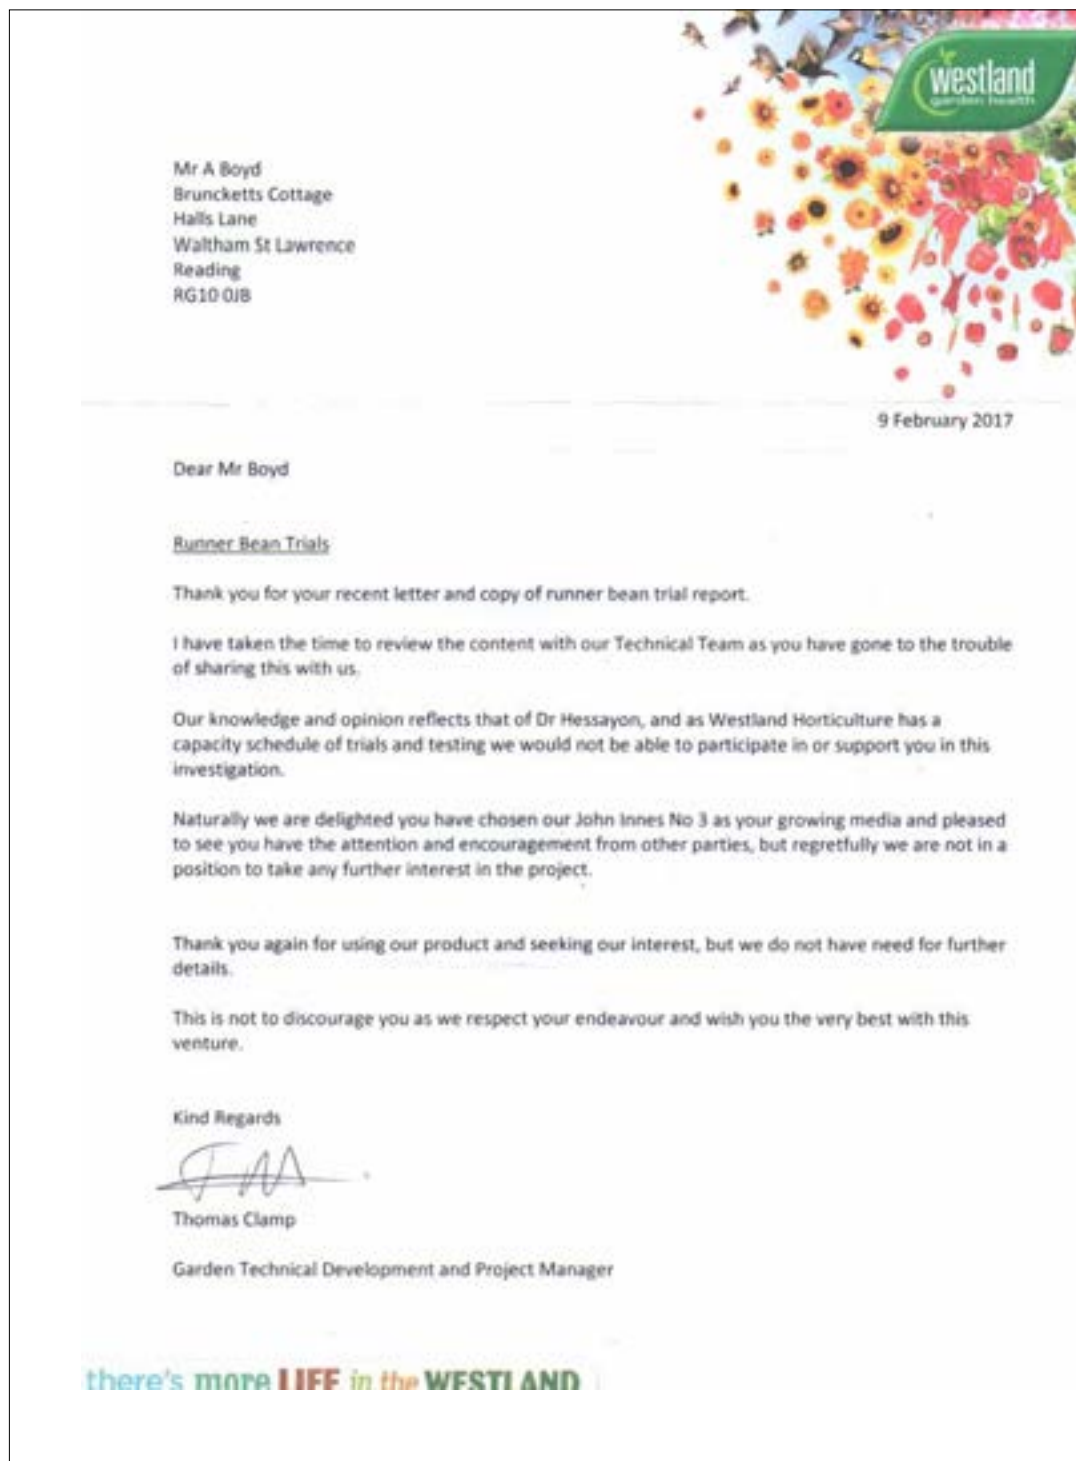 westland
garden health
Mr A Boyd
Bruncketts Cottage
Halls Lane
Waltham St Lawrence
Reading
RG10 0JB
9 February 2017
Dear Mr Boyd
Runner Bean Trials
Thank you for your recent letter and copy of runner bean trial report.
I have taken the time to review the content with our Technical Team as you have gone to the trouble
of sharing this with us.
Our knowledge and opinion reflects that of Dr Hessayon, and as Westland Horticulture has a
capacity schedule of trials and testing we would not be able to participate in or support you in this
investigation.
Naturally we are delighted you have chosen our John Innes No 3 as your growing media and pleased
to see you have the attention and encouragement from other parties, but regretfully we are not in a
position to take any further interest in the project.
Thank you again for using our product and seeking our interest, but we do not have need for further
details.
This is not to discourage you as we respect your endeavour and wish you the very best with this
venture.
Kind Regards
Thomas Clamp
Garden Technical Development and Project Manager
there's more LIFE in the WESTLAND